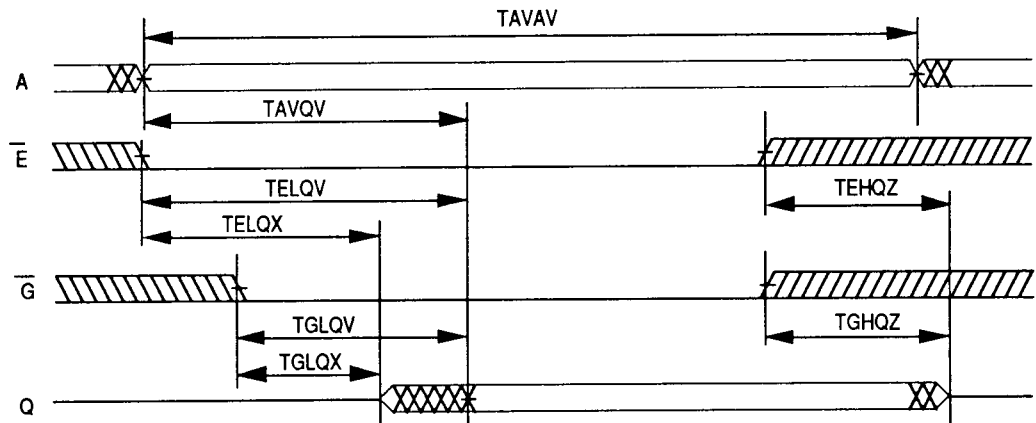 TAVAV
A
TAVQV
E̅
TELQV
TEHQZ
TELQX
G̅
TGLQV
TGHQZ
TGLQX
Q